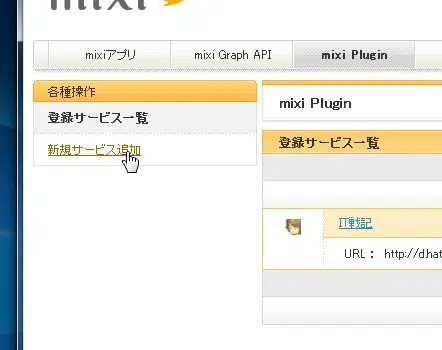 mixi
mixiアプリ
mixi Graph API
mixi Plugin
各種操作
登録サービス一覧
新規サービス追加
mixi Plugin
登録サービス一覧
IT戦記
URL： http://d.hat